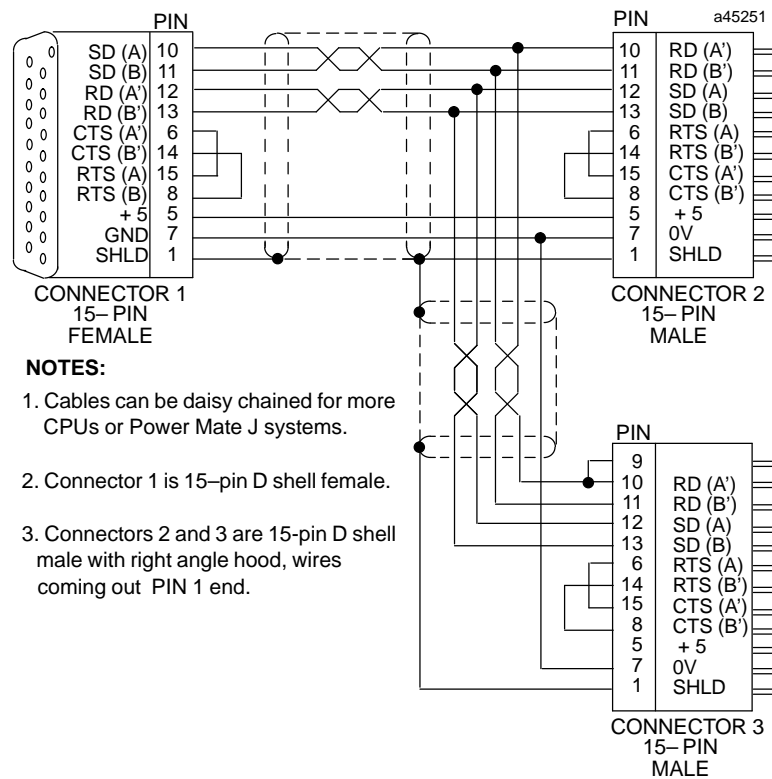 a45251
PIN
10 SD (A)
11 SD (B)
12 RD (A')
13 RD (B')
6 CTS (A')
14 CTS (B')
15 RTS (A)
8 RTS (B)
5 + 5
7 GND
1 SHLD
CONNECTOR 1
15– PIN
FEMALE
PIN
10 RD (A')
11 RD (B')
12 SD (A)
13 SD (B)
6 RTS (A)
14 RTS (B')
15 CTS (A')
8 CTS (B')
5 + 5
7 0V
1 SHLD
CONNECTOR 2
15– PIN
MALE
NOTES:
1. Cables can be daisy chained for more
CPUs or Power Mate J systems.
2. Connector 1 is 15–pin D shell female.
3. Connectors 2 and 3 are 15-pin D shell
male with right angle hood, wires
coming out PIN 1 end.
PIN
9
10 RD (A')
11 RD (B')
12 SD (A)
13 SD (B)
6 RTS (A)
14 RTS (B')
15 CTS (A')
8 CTS (B')
5 + 5
7 0V
1 SHLD
CONNECTOR 3
15– PIN
MALE